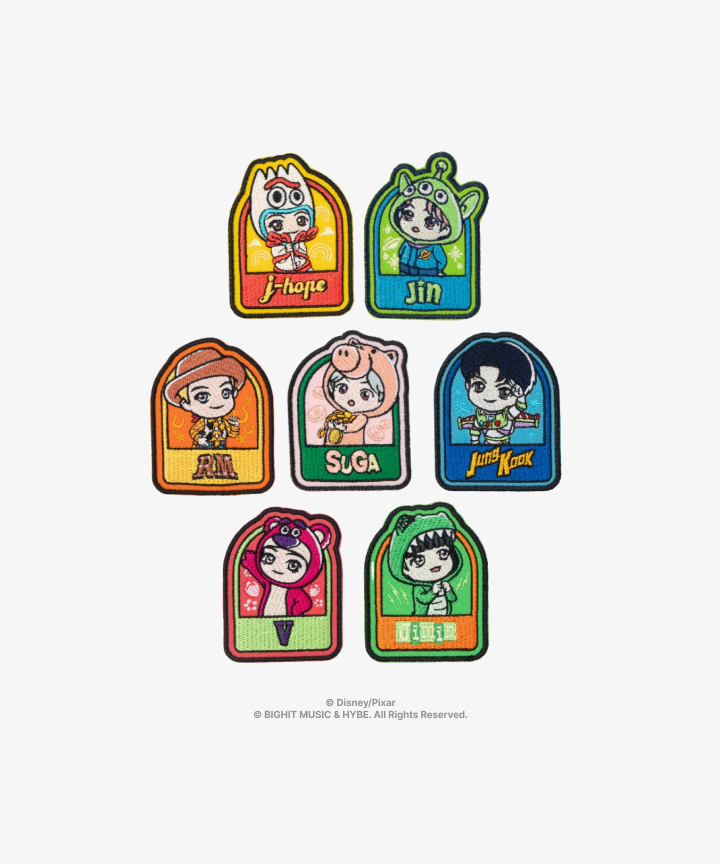 j-hope
Jin
RM
SUGA
Jung Kook
V
Jimin
© Disney/Pixar
© BIGHIT MUSIC & HYBE. All Rights Reserved.